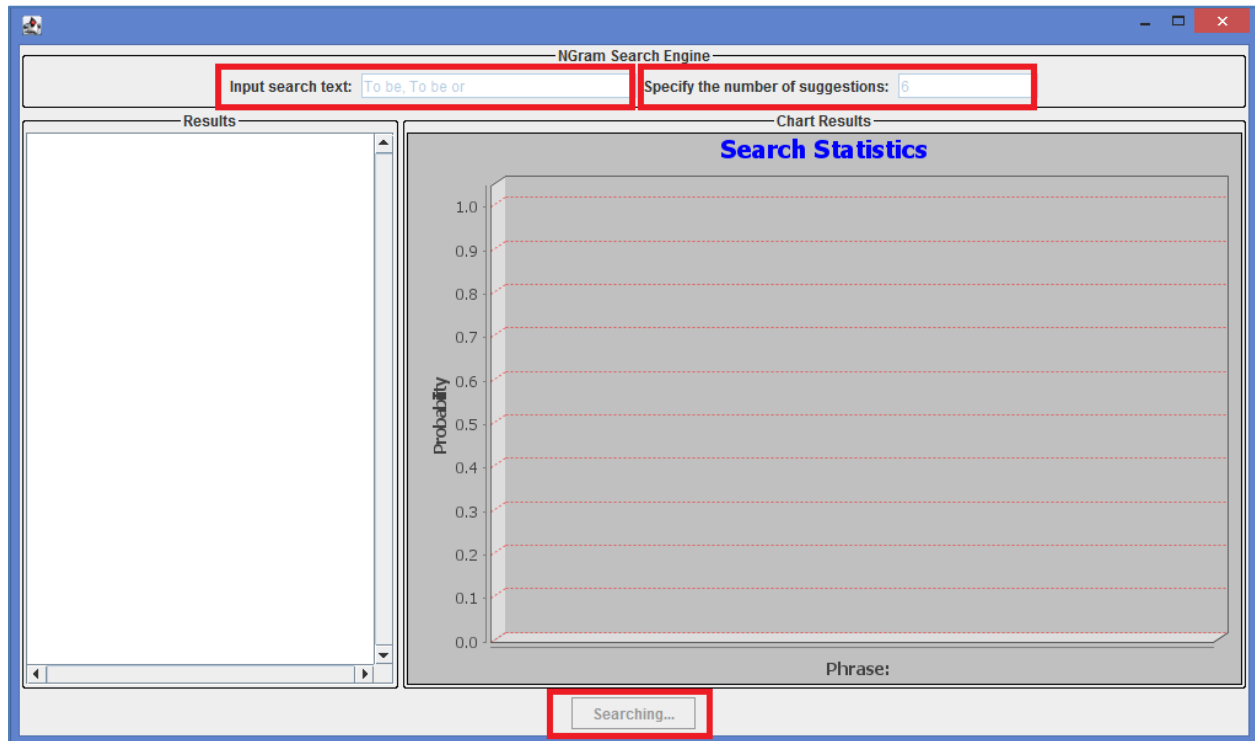 NGram Search Engine
Input search text: To be, To be or Specify the number of suggestions: 6
Results
Chart Results
Search Statistics
1.0
0.9
0.8
0.7
0.6
0.5
0.4
0.3
0.2
0.1
0.0
Probability
Phrase:
Searching...